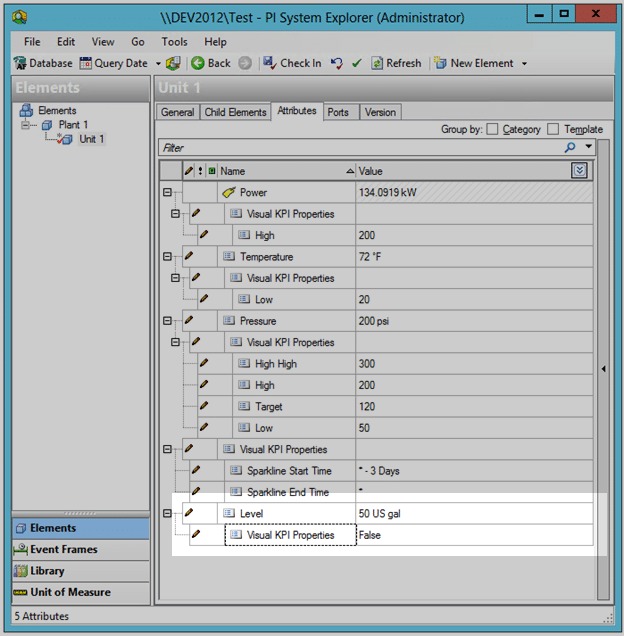 \\DEV2012\Test - PI System Explorer (Administrator)
File Edit View Go Tools Help
Database Query Date Back Check In Refresh New Element
Elements
Unit 1
Elements
Plant 1
Unit 1
General Child Elements Attributes Ports Version
Group by: Category Template
Filter
Name Value
Power 134.0919 kW
Visual KPI Properties
High 200
Temperature 72 °F
Visual KPI Properties
Low 20
Pressure 200 psi
Visual KPI Properties
High High 300
High 200
Target 120
Low 50
Visual KPI Properties
Sparkline Start Time * - 3 Days
Sparkline End Time *
Level 50 US gal
Visual KPI Properties False
Elements
Event Frames
Library
Unit of Measure
5 Attributes